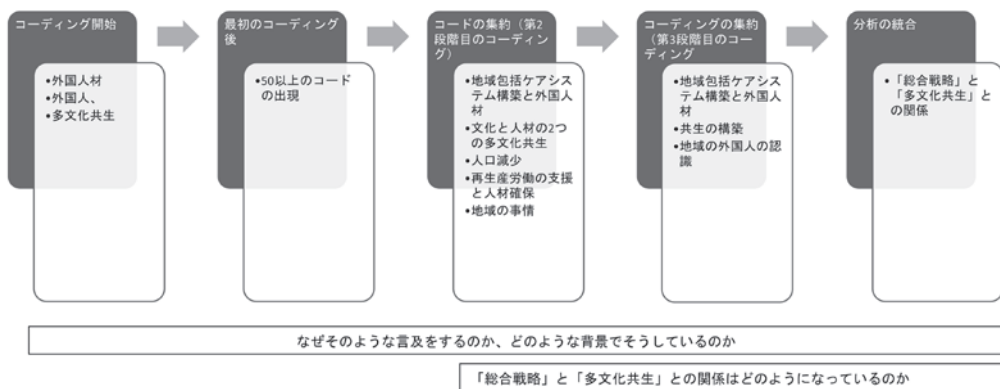 コーディング開始
•外国人材
•外国人、
•多文化共生
最初のコーディング
後
•50以上のコード
の出現
コードの集約（第2
段階目のコーディン
グ）
•地域包括ケアシス
テム構築と外国人
材
•文化と人材の2つ
の多文化共生
•人口減少
•再生産労働の支援
と人材確保
•地域の事情
コーディングの集約
（第3段階目のコー
ディング
•地域包括ケアシス
テム構築と外国人
材
•共生の構築
•地域の外国人の認
識
分析の統合
•「総合戦略」と
「多文化共生」と
の関係
なぜそのような言及をするのか、どのような背景でそうしているのか
「総合戦略」と「多文化共生」との関係はどのようになっているのか